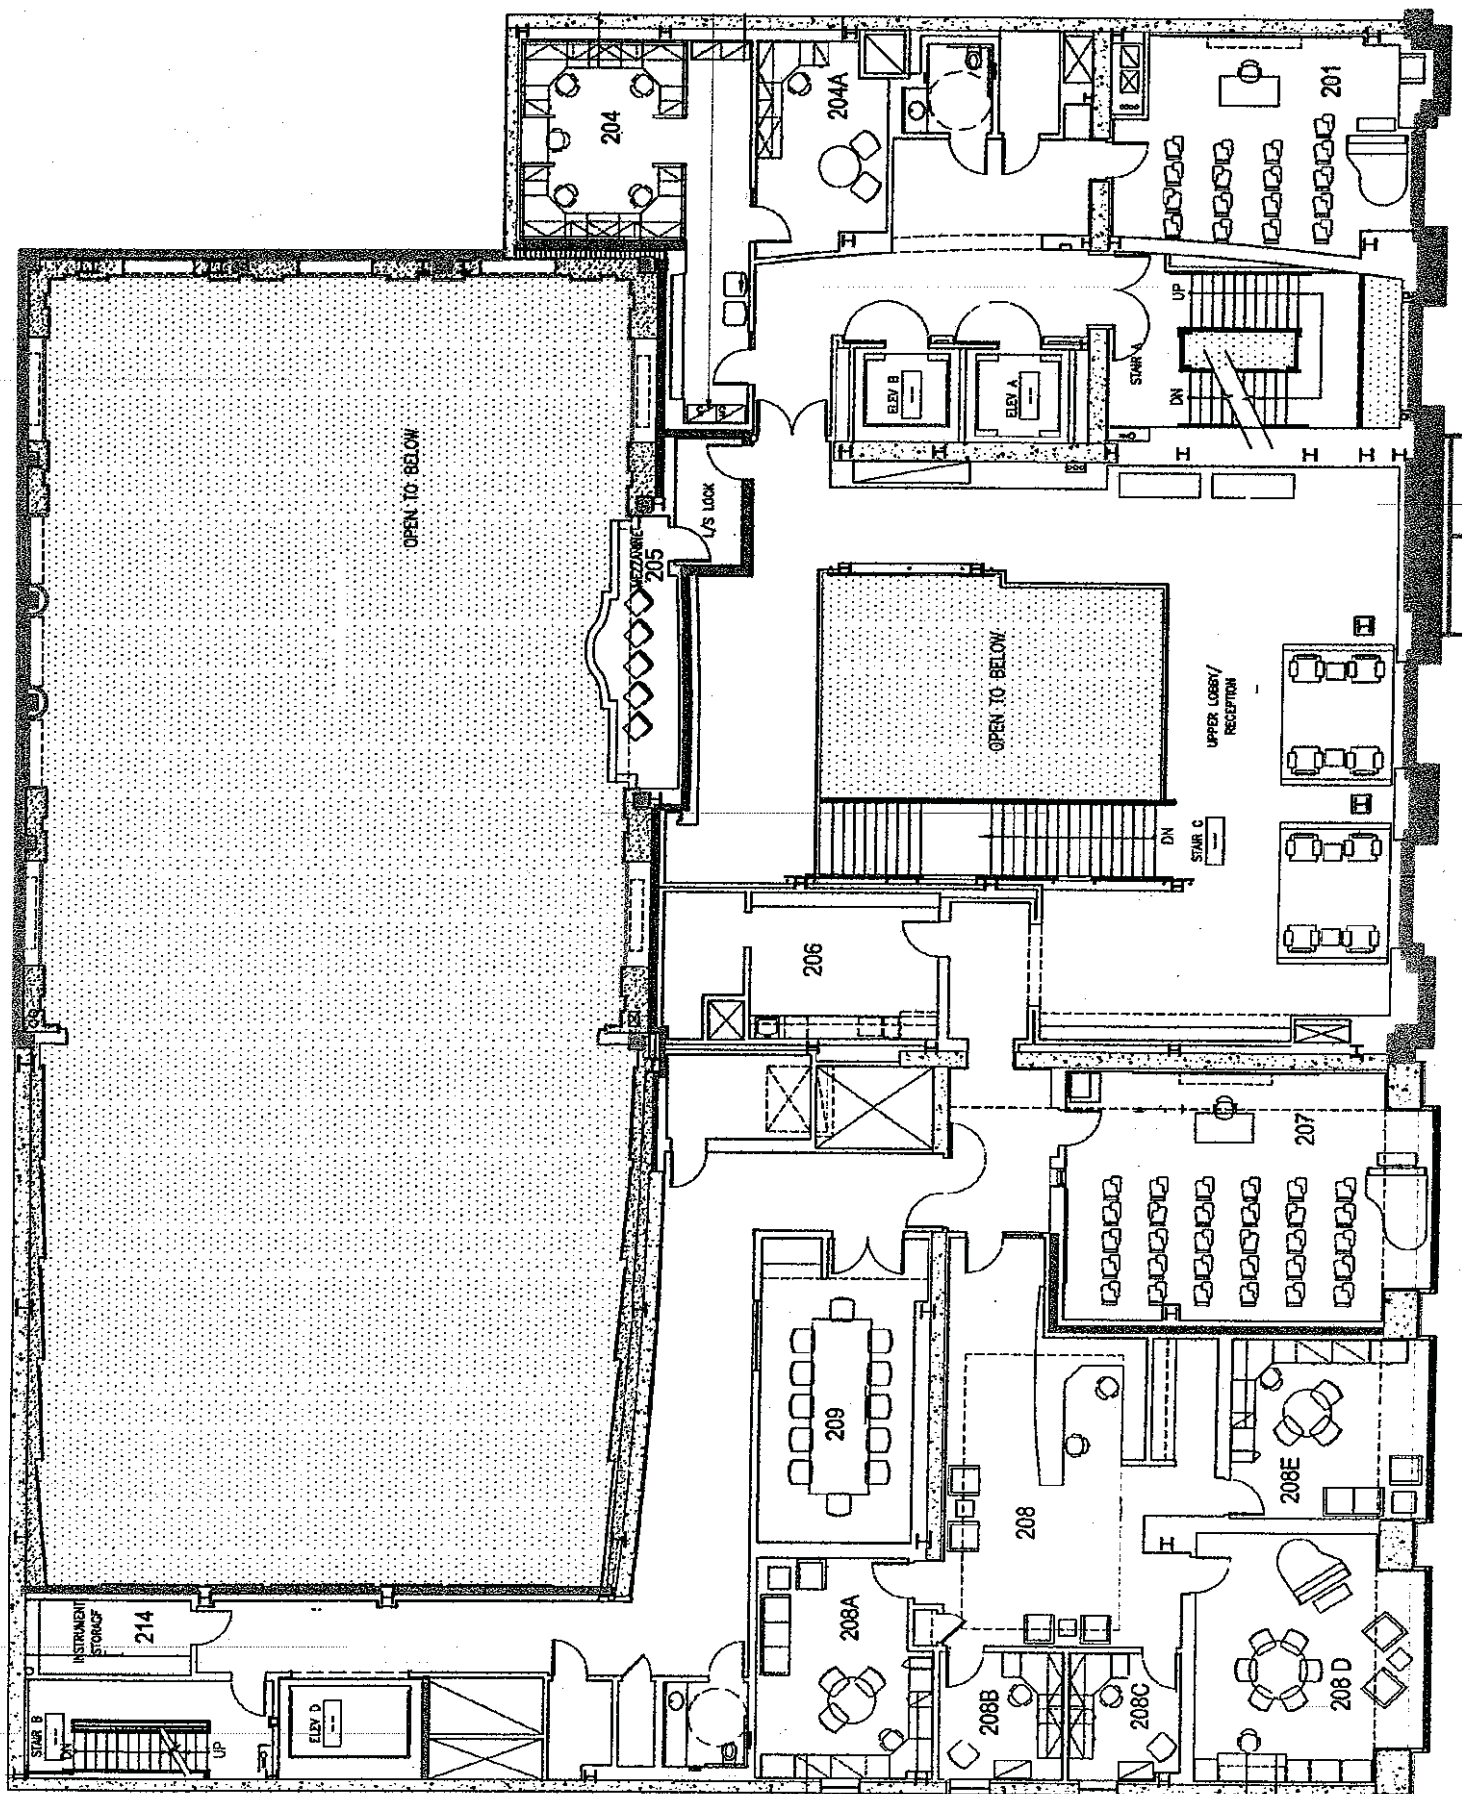 204
204A
201
UP
DN
STAIR A
ELEV B
ELEV A
OPEN TO BELOW
L/S LOCK
MEZZANINE
205
OPEN TO BELOW
UPPER LOBBY/
RECEPTION
DN
STAIR C
206
207
209
208
208E
208A
208B
208C
208 D
INSTRUMENT
STORAGE
214
STAIR B
DN
UP
ELEV D